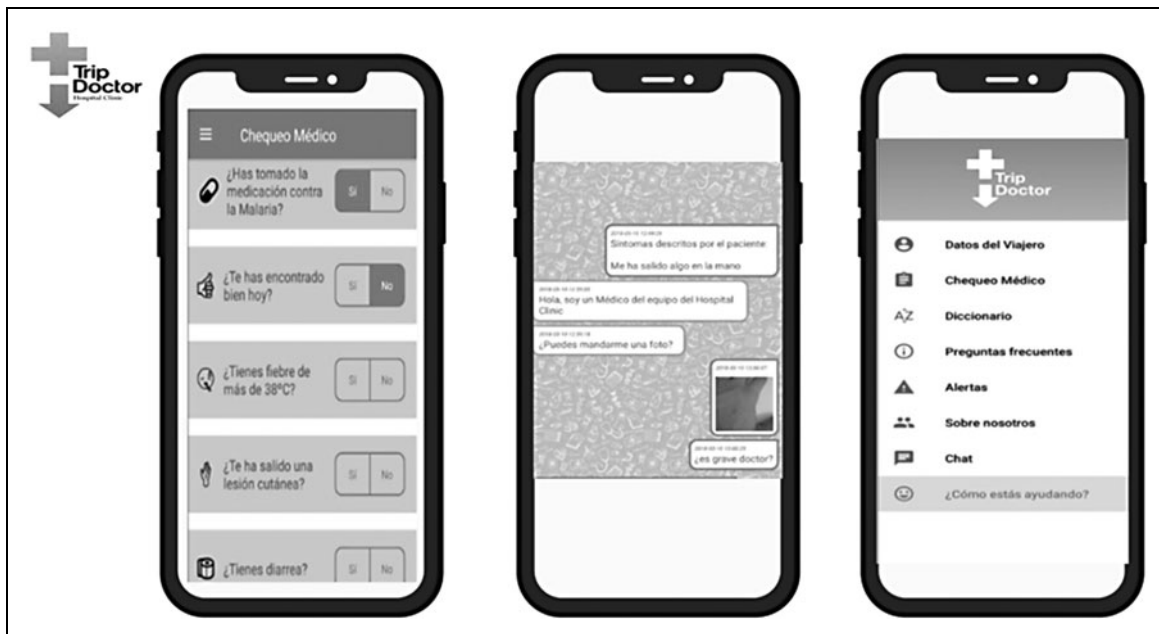 Trip
Doctor
Hospital Clínic
Chequeo Médico
¿Has tomado la
medicación contra
la Malaria?
Sí No
¿Te has encontrado
bien hoy?
Sí No
¿Tienes fiebre de
más de 38ºC?
Sí No
¿Te ha salido una
lesión cutánea?
Sí No
¿Tienes diarrea?
Sí No
Síntomas descritos por el paciente
Me ha salido algo en la mano
Hola, soy un Médico del equipo del Hospital
Clinic
¿Puedes mandarme una foto?
¿es grave doctor?
Trip
Doctor
Datos del Viajero
Chequeo Médico
AZ Diccionario
Preguntas frecuentes
Alertas
Sobre nosotros
Chat
¿Cómo estás ayudando?